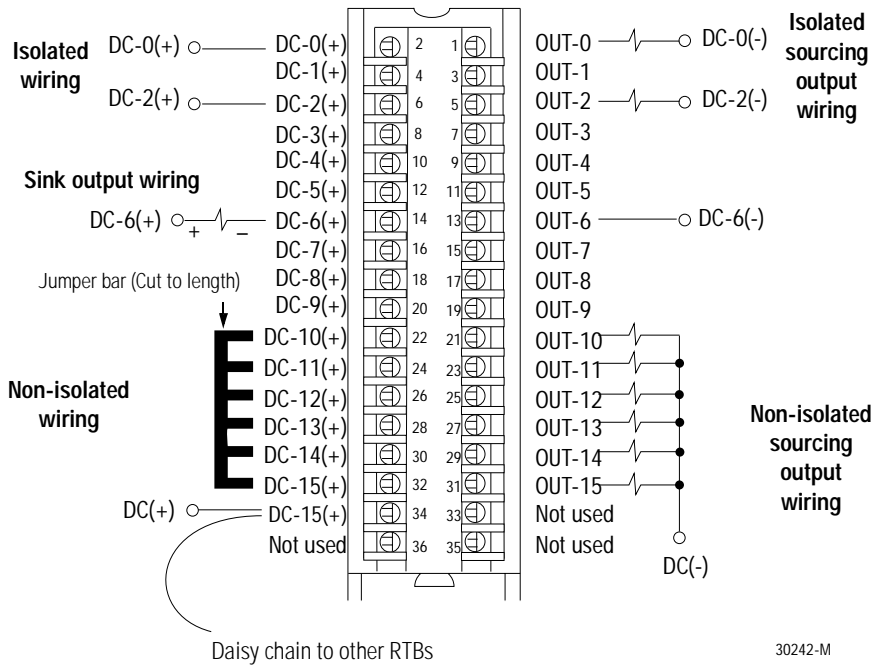 Isolated
wiring
DC-0(+)
DC-2(+)
Sink output wiring
DC-6(+)
+ –
Jumper bar (Cut to length)
Non-isolated
wiring
DC(+)
DC-0(+) 2 1 OUT-0
DC-1(+) 4 3 OUT-1
DC-2(+) 6 5 OUT-2
DC-3(+) 8 7 OUT-3
DC-4(+) 10 9 OUT-4
DC-5(+) 12 11 OUT-5
DC-6(+) 14 13 OUT-6
DC-7(+) 16 15 OUT-7
DC-8(+) 18 17 OUT-8
DC-9(+) 20 19 OUT-9
DC-10(+) 22 21 OUT-10
DC-11(+) 24 23 OUT-11
DC-12(+) 26 25 OUT-12
DC-13(+) 28 27 OUT-13
DC-14(+) 30 29 OUT-14
DC-15(+) 32 31 OUT-15
DC-15(+) 34 33 Not used
Not used 36 35 Not used
DC-0(-)
DC-2(-)
Isolated
sourcing
output
wiring
DC-6(-)
Non-isolated
sourcing
output
wiring
DC(-)
Daisy chain to other RTBs
30242-M